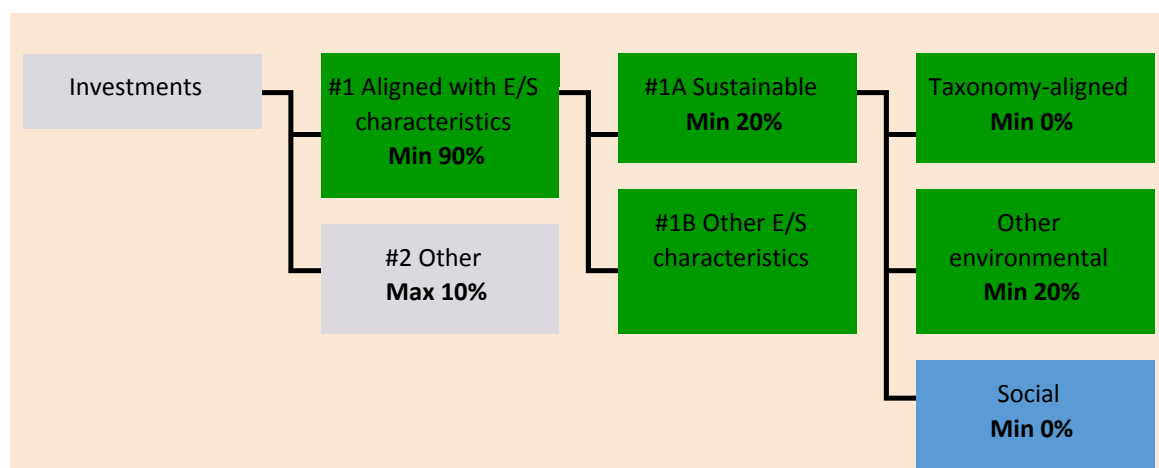 Investments
#1 Aligned with E/S
characteristics
Min 90%
#2 Other
Max 10%
#1A Sustainable
Min 20%
#1B Other E/S
characteristics
Taxonomy-aligned
Min 0%
Other
environmental
Min 20%
Social
Min 0%